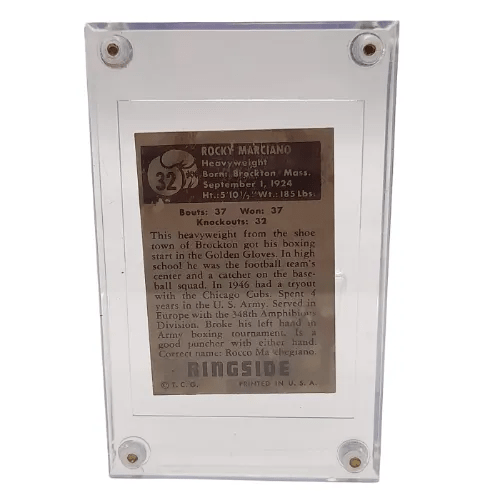 ROCKY MARCIANO
32
Heavyweight
Born: Brockton Mass.
September 1, 1924
Ht.: 5'10½" Wt.: 185 Lbs.
Bouts: 37 Won: 37
Knockouts: 32
This heavyweight from the shoe
town of Brockton got his boxing
start in the Golden Gloves. In high
school he was the football team's
center and a catcher on the base-
ball squad. In 1946 had a tryout
with the Chicago Cubs. Spent 4
years in the U. S. Army. Served in
Europe with the 348th Amphibious
Division. Broke his left hand in
Army boxing tournament. Is a
good puncher with either hand.
Correct name: Rocco Marchegiano.
RINGSIDE
© T. C. G. PRINTED IN U. S. A.